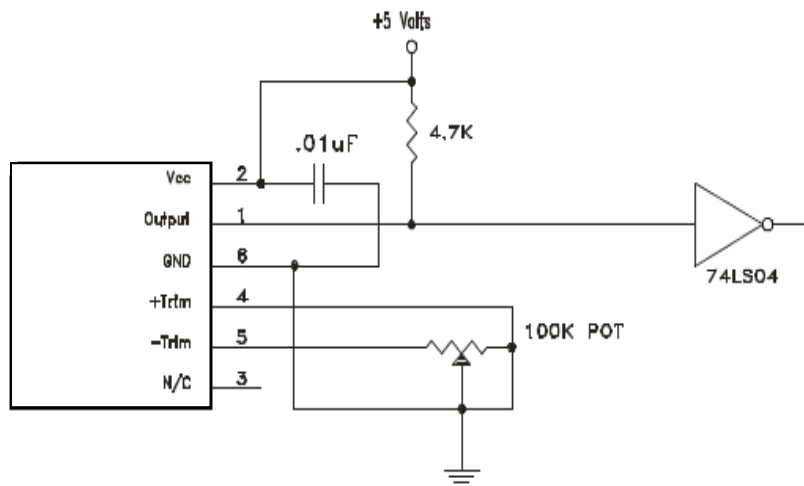 +5 Volts
4.7K
.01uF
Vcc 2
Output 1
GND 6
+Trim 4
-Trim 5
N/C 3
100K POT
74LS04